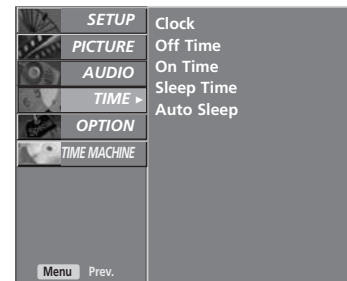 SETUP
PICTURE
AUDIO
TIME ▸
OPTION
TIME MACHINE
Menu Prev.
Clock
Off Time
On Time
Sleep Time
Auto Sleep